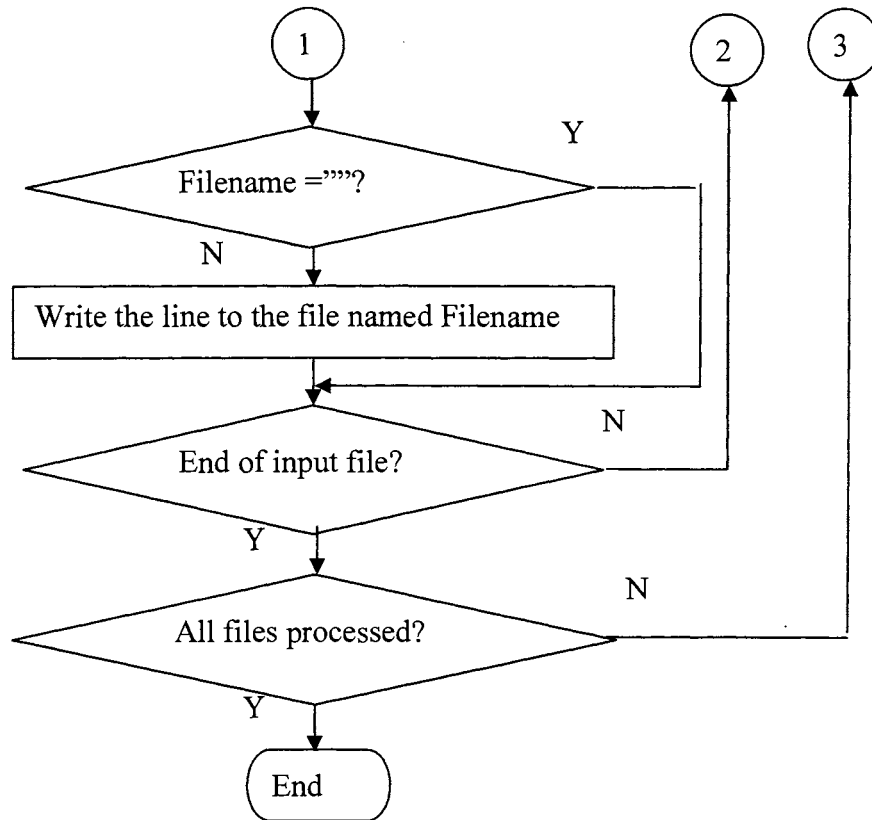 1
2
3
Y
Filename =””?
N
Write the line to the file named Filename
N
End of input file?
Y
N
All files processed?
Y
End